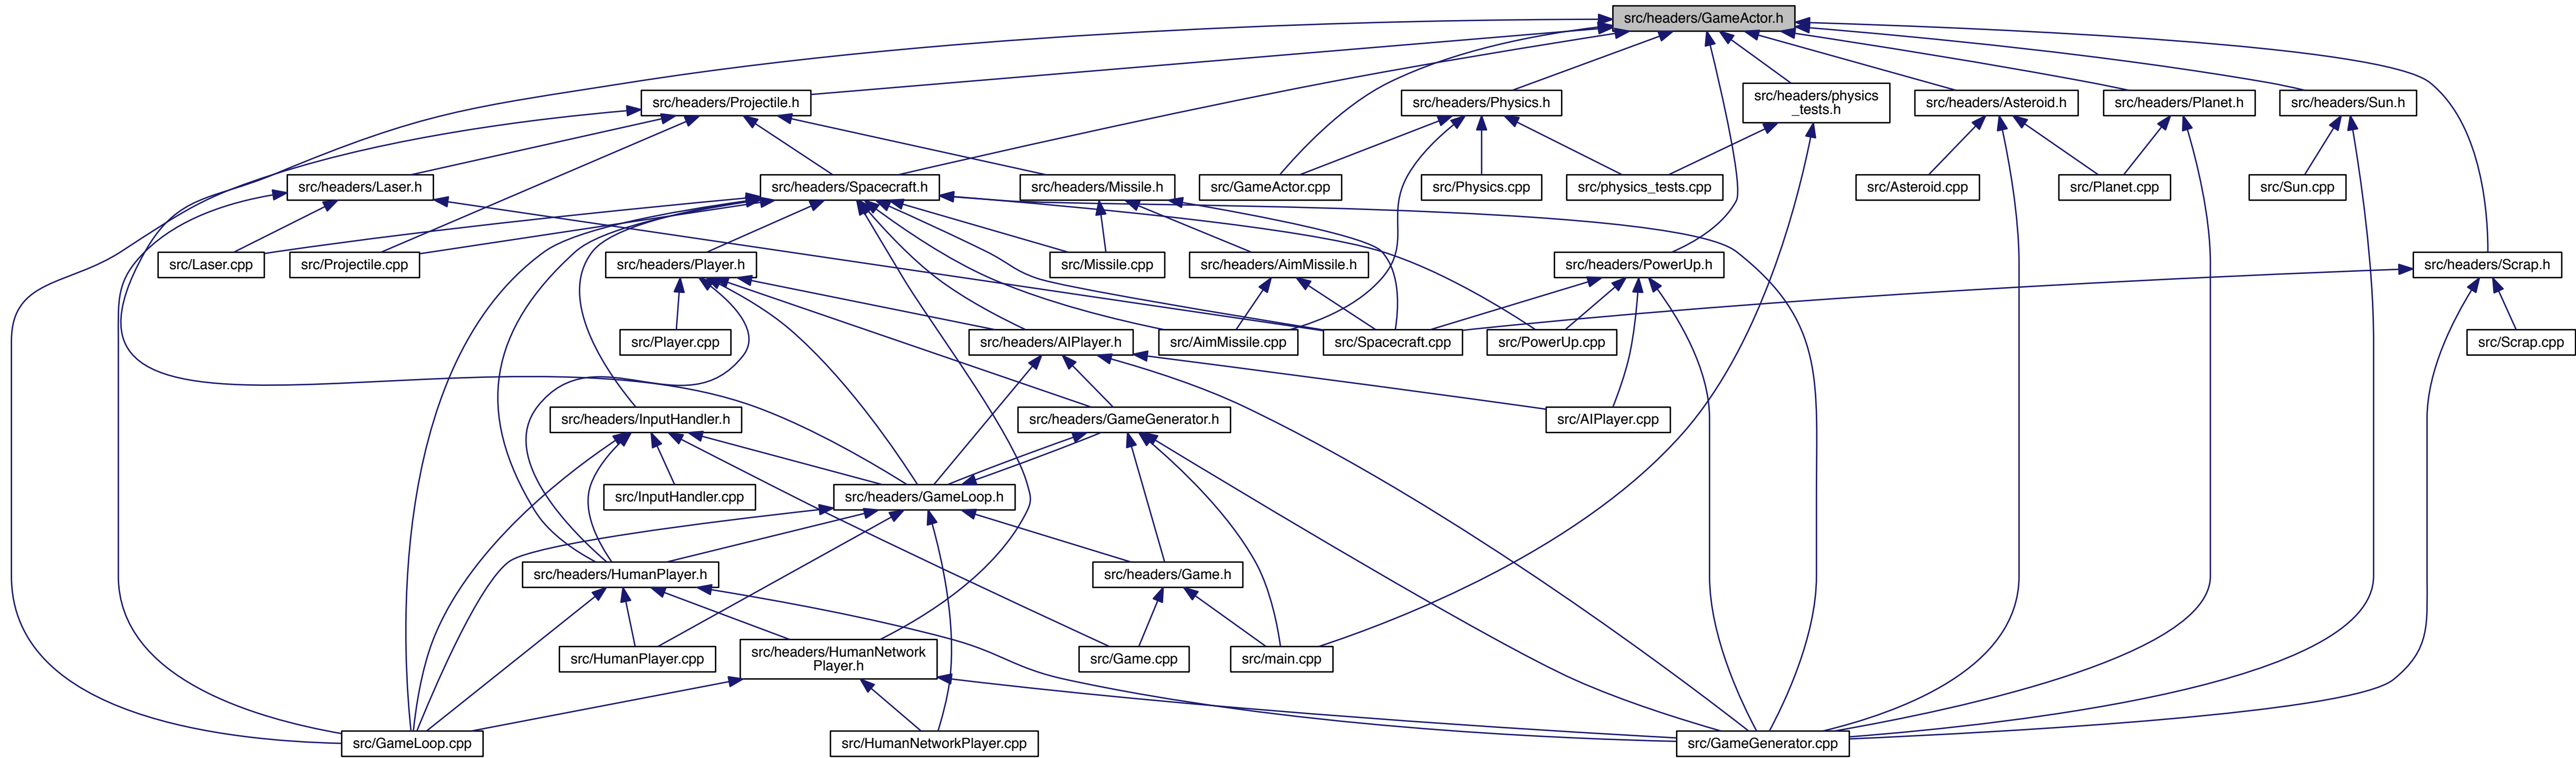 src/headers/GameActor.h
src/headers/Projectile.h
src/headers/Physics.h
src/headers/physics
_tests.h
src/headers/Asteroid.h
src/headers/Planet.h
src/headers/Sun.h
src/headers/Laser.h
src/headers/Spacecraft.h
src/headers/Missile.h
src/GameActor.cpp
src/Physics.cpp
src/physics_tests.cpp
src/Asteroid.cpp
src/Planet.cpp
src/Sun.cpp
src/Laser.cpp
src/Projectile.cpp
src/headers/Player.h
src/Missile.cpp
src/headers/AimMissile.h
src/headers/PowerUp.h
src/headers/Scrap.h
src/Player.cpp
src/headers/AIPlayer.h
src/AimMissile.cpp
src/Spacecraft.cpp
src/PowerUp.cpp
src/Scrap.cpp
src/headers/InputHandler.h
src/headers/GameGenerator.h
src/AIPlayer.cpp
src/InputHandler.cpp
src/headers/GameLoop.h
src/headers/HumanPlayer.h
src/headers/Game.h
src/HumanPlayer.cpp
src/headers/HumanNetwork
Player.h
src/Game.cpp
src/main.cpp
src/GameLoop.cpp
src/HumanNetworkPlayer.cpp
src/GameGenerator.cpp